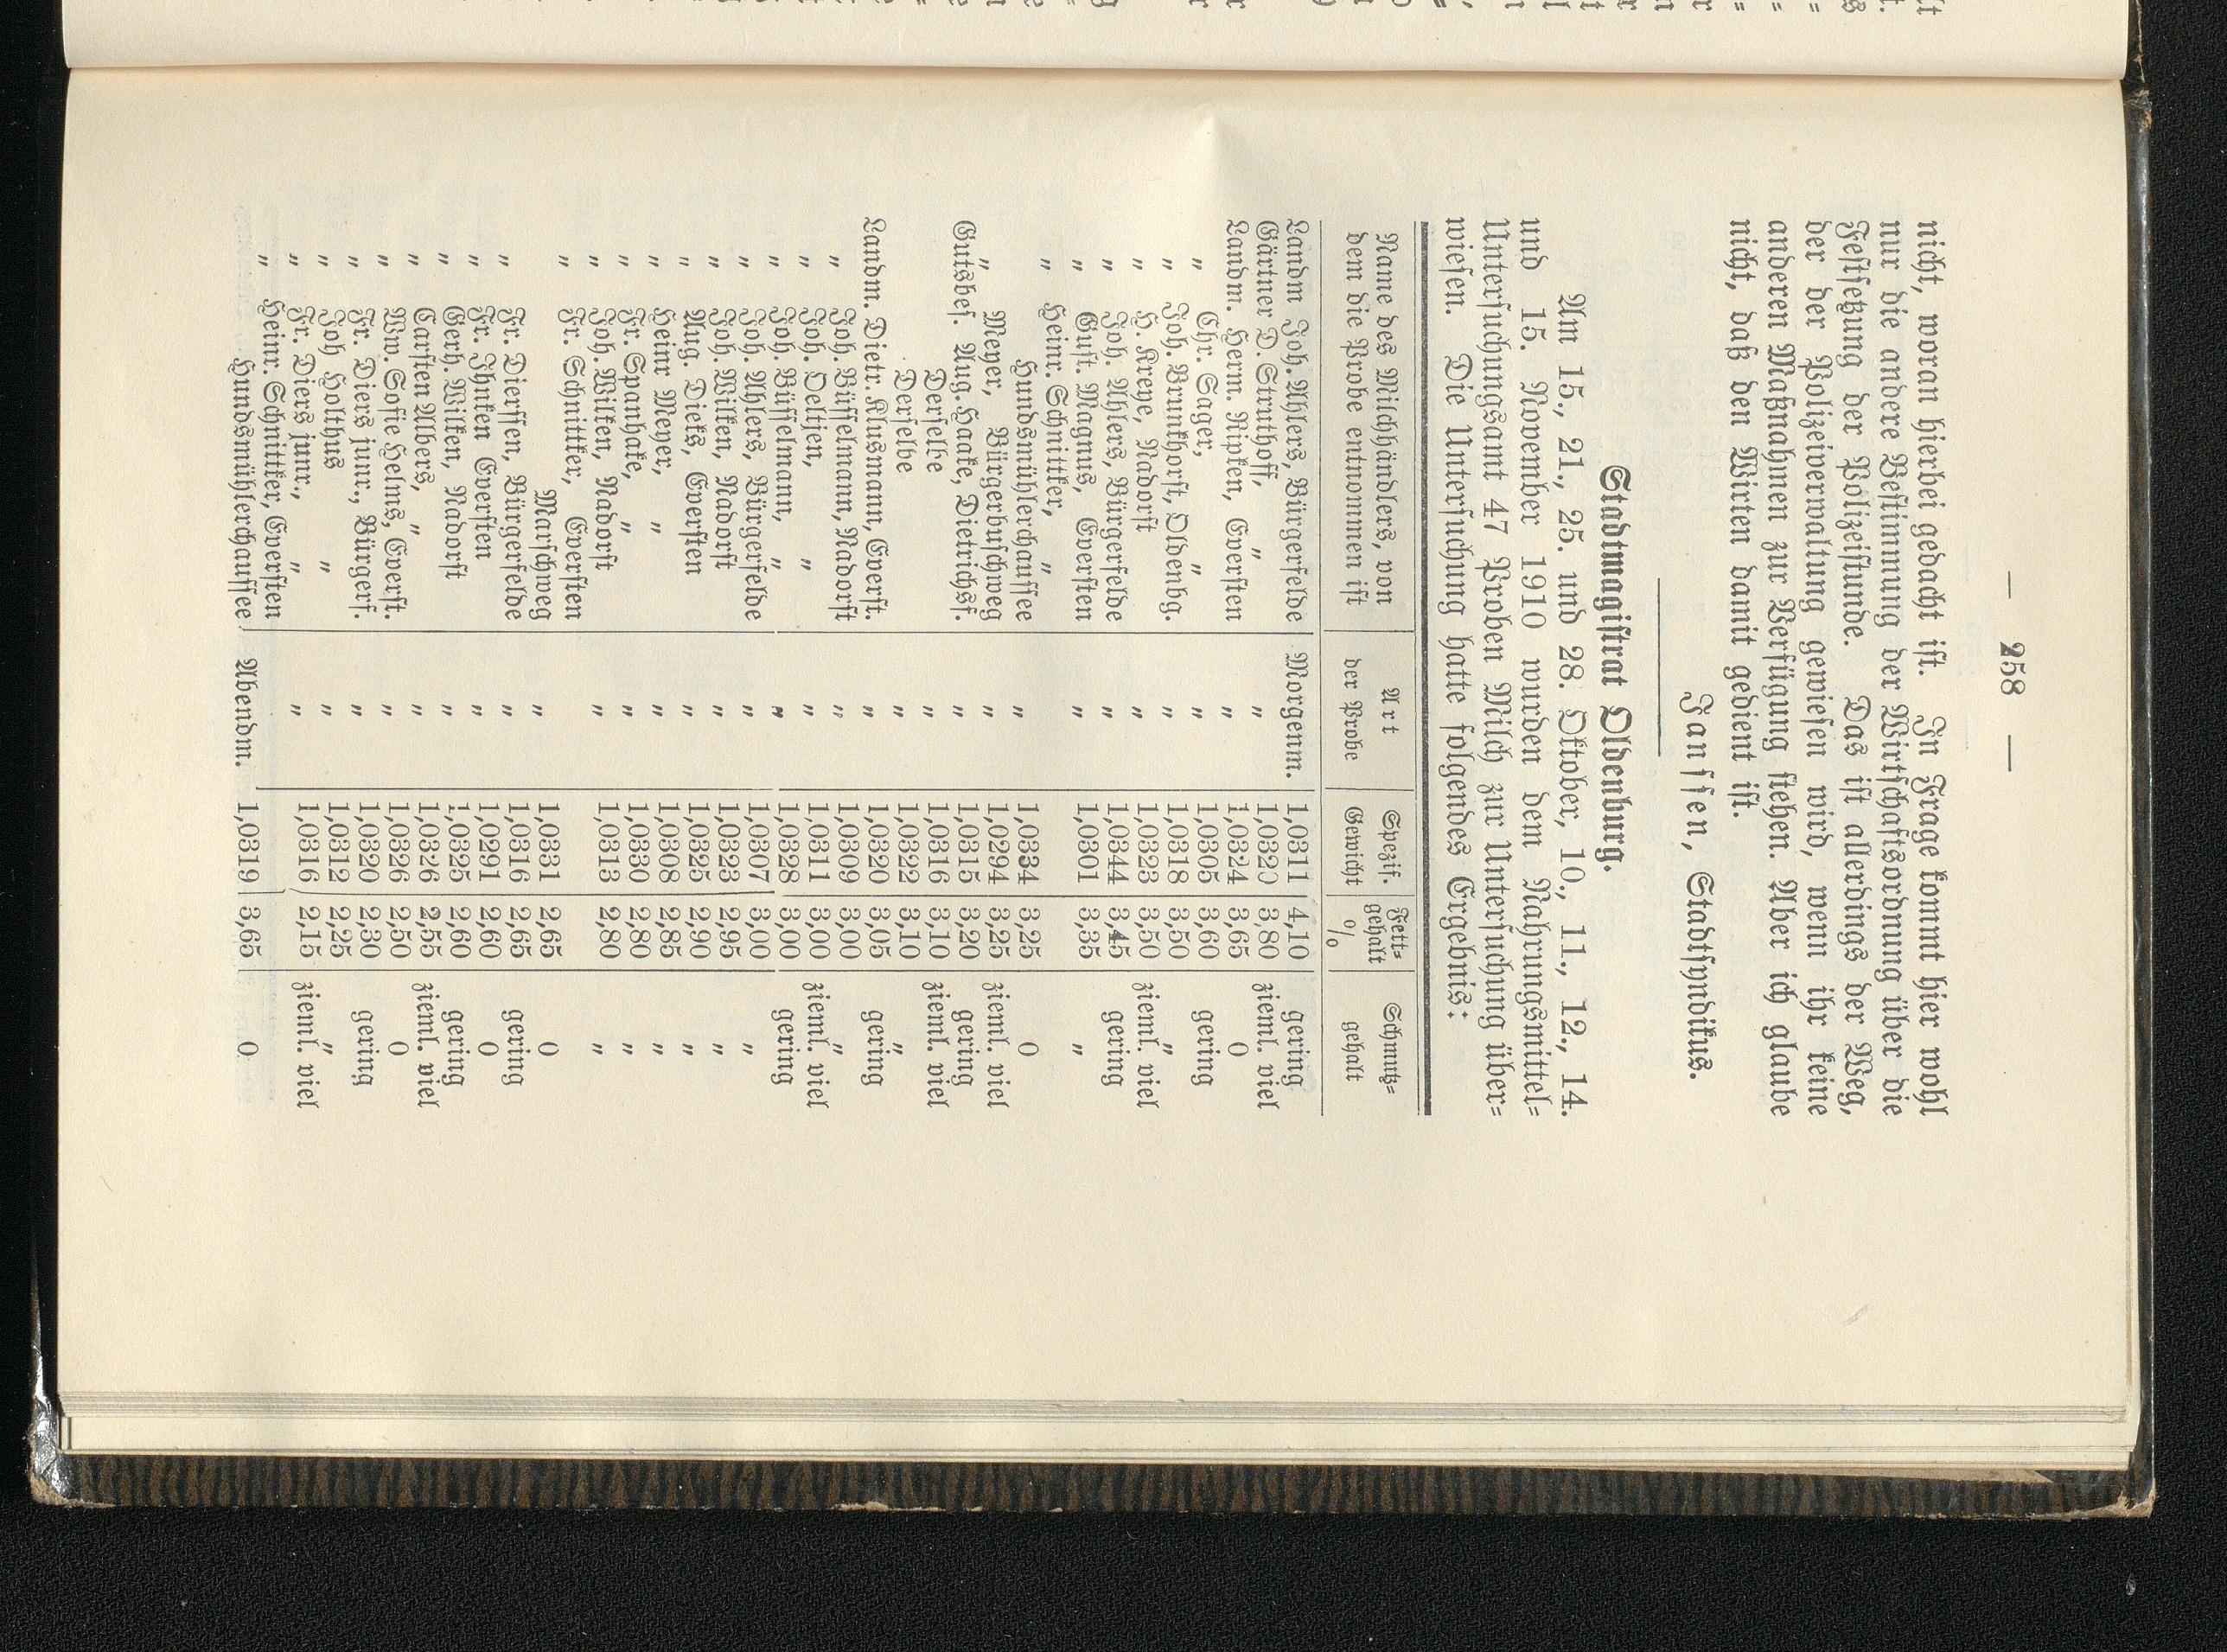 — 258 —
nicht, woran hierbei gedacht ist. In Frage kommt hier wohl
nur die andere Bestimmung der Wirtschaftsordnung über die
Festsetzung der Polizeistunde. Das ist allerdings der Weg,
der der Polizeiverwaltung gewiesen wird, wenn ihr keine
anderen Maßnahmen zur Verfügung stehen. Aber ich glaube
nicht, daß den Wirten damit gedient ist.
Janssen, Stadtsyndikus.
Stadtmagistrat Oldenburg.
Am 15., 21., 25. und 28. Oktober, 10., 11., 12., 14.
und 15. November 1910 wurden dem Nahrungsmittel=
Untersuchungsamt 47 Proben Milch zur Untersuchung über=
wiesen. Die Untersuchung hatte folgendes Ergebnis:
Name des Milchhändlers, von dem die Probe entnommen ist | Art der Probe | Spezif. Gewicht | Fett= gehalt % | Schmutz= gehalt
Landm Joh. Ahlers, Bürgerfelde Morgenm. 1,0311 4,10 gering
Gärtner D. Struthoff, " " 1,0320 3,80 zieml. viel
Landm. Herm. Ripken, Eversten " 1,0324 3,65 0
" Chr. Sager, " " 1,0305 3,60 gering
" Joh. Brunkhorst, Oldenbg. " 1,0318 3,50 "
" H. Kreye, Nadorst " 1,0323 3,50 zieml. viel
" Joh. Ahlers, Bürgerfelde " 1,0344 3,45 gering
" Gust. Magnus, Eversten " 1,0301 3,35 "
" Heinr. Schnittker, "
Hundsmühlerchaussee " 1,0334 3,25 0
" Meyer, Bürgerbuschweg " 1,0294 3,25 zieml. viel
Gutsbes. Aug. Haake, Dietrichsf. " 1,0315 3,20 gering
Derselbe " 1,0316 3,10 zieml. viel
Derselbe " 1,0322 3,10 "
Landm. Dietr. Klusmann, Everst. " 1,0320 3,05 gering
" Joh. Büsselmann, Nadorst " 1,0309 3,00 "
" Joh. Deltjen, " " 1,0311 3,00 zieml. viel
" Joh. Büsselmann, " " 1,0328 3,00 gering
" Joh. Ahlers, Bürgerfelde " 1,0307 3,00 "
" Joh. Wilken, Nadorst " 1,0323 2,95 "
" Aug. Dieks, Eversten " 1,0325 2,90 "
" Heinr Meyer, " " 1,0308 2,85 "
" Fr. Spanhake, " " 1,0330 2,80 "
" Joh. Wilken, Nadorst " 1,0313 2,80 "
" Fr. Schnittker, Eversten
Marschweg " 1,0331 2,65 0
" Fr. Dierssen, Bürgerfelde " 1,0316 2,65 gering
" Fr. Ihnken Eversten " 1,0291 2,60 0
" Gerh. Wilken, Nadorst " 1,0325 2,60 gering
" Carsten Albers, " " 1,0326 2,55 zieml. viel
" Ww. Sofie Helms, Everst. " 1,0326 2,50 0
" Fr. Diers junr., Bürgerf. " 1,0320 2,30 gering
" Joh Holthus " " 1,0312 2,25 "
" Fr. Diers junr., " " 1,0316 2,15 zieml. viel
" Heinr. Schnittker, Eversten
Hundsmühlerchaussee Abendm. 1,0319 3,65 0